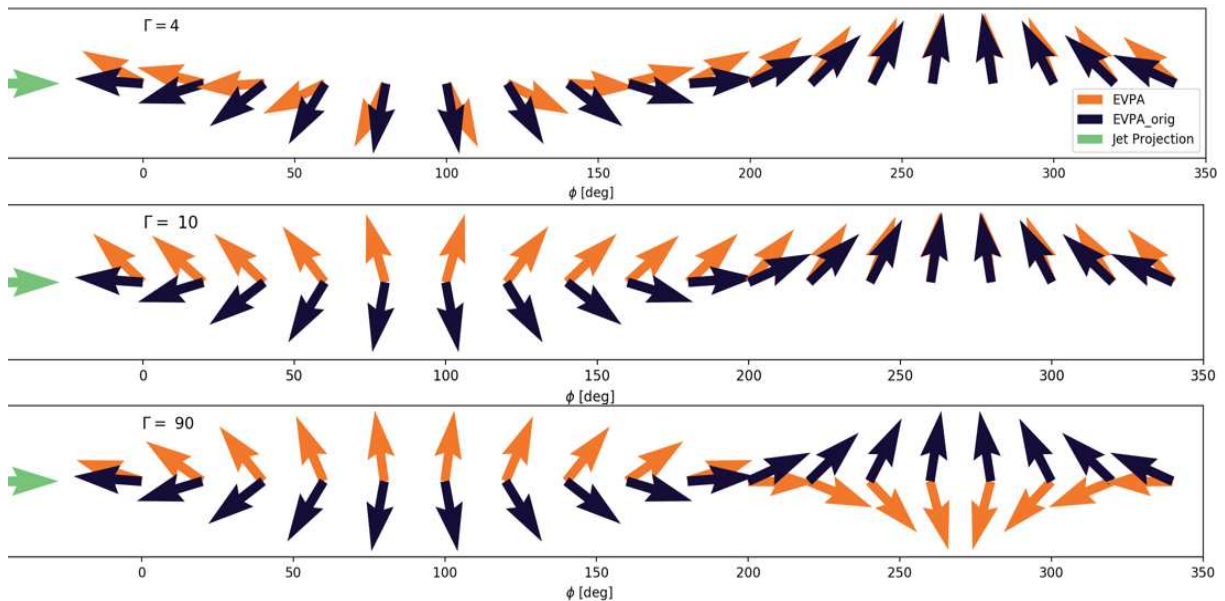 Γ = 4
EVPA
EVPA_orig
Jet Projection
0 50 100 150 200 250 300 350
ϕ [deg]
Γ = 10
0 50 100 150 200 250 300 350
ϕ [deg]
Γ = 90
0 50 100 150 200 250 300 350
ϕ [deg]